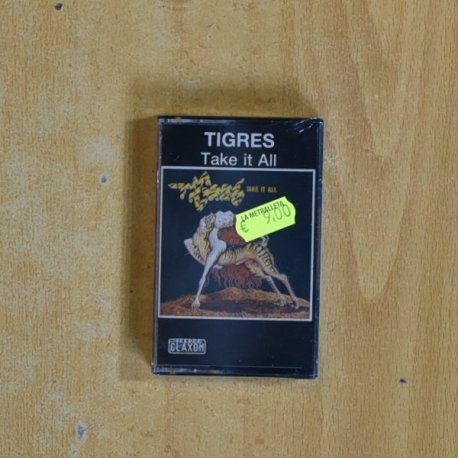 TIGRES
Take it All
TAKE IT ALL
LA METRALLETA
€ 9,00
CLAXON